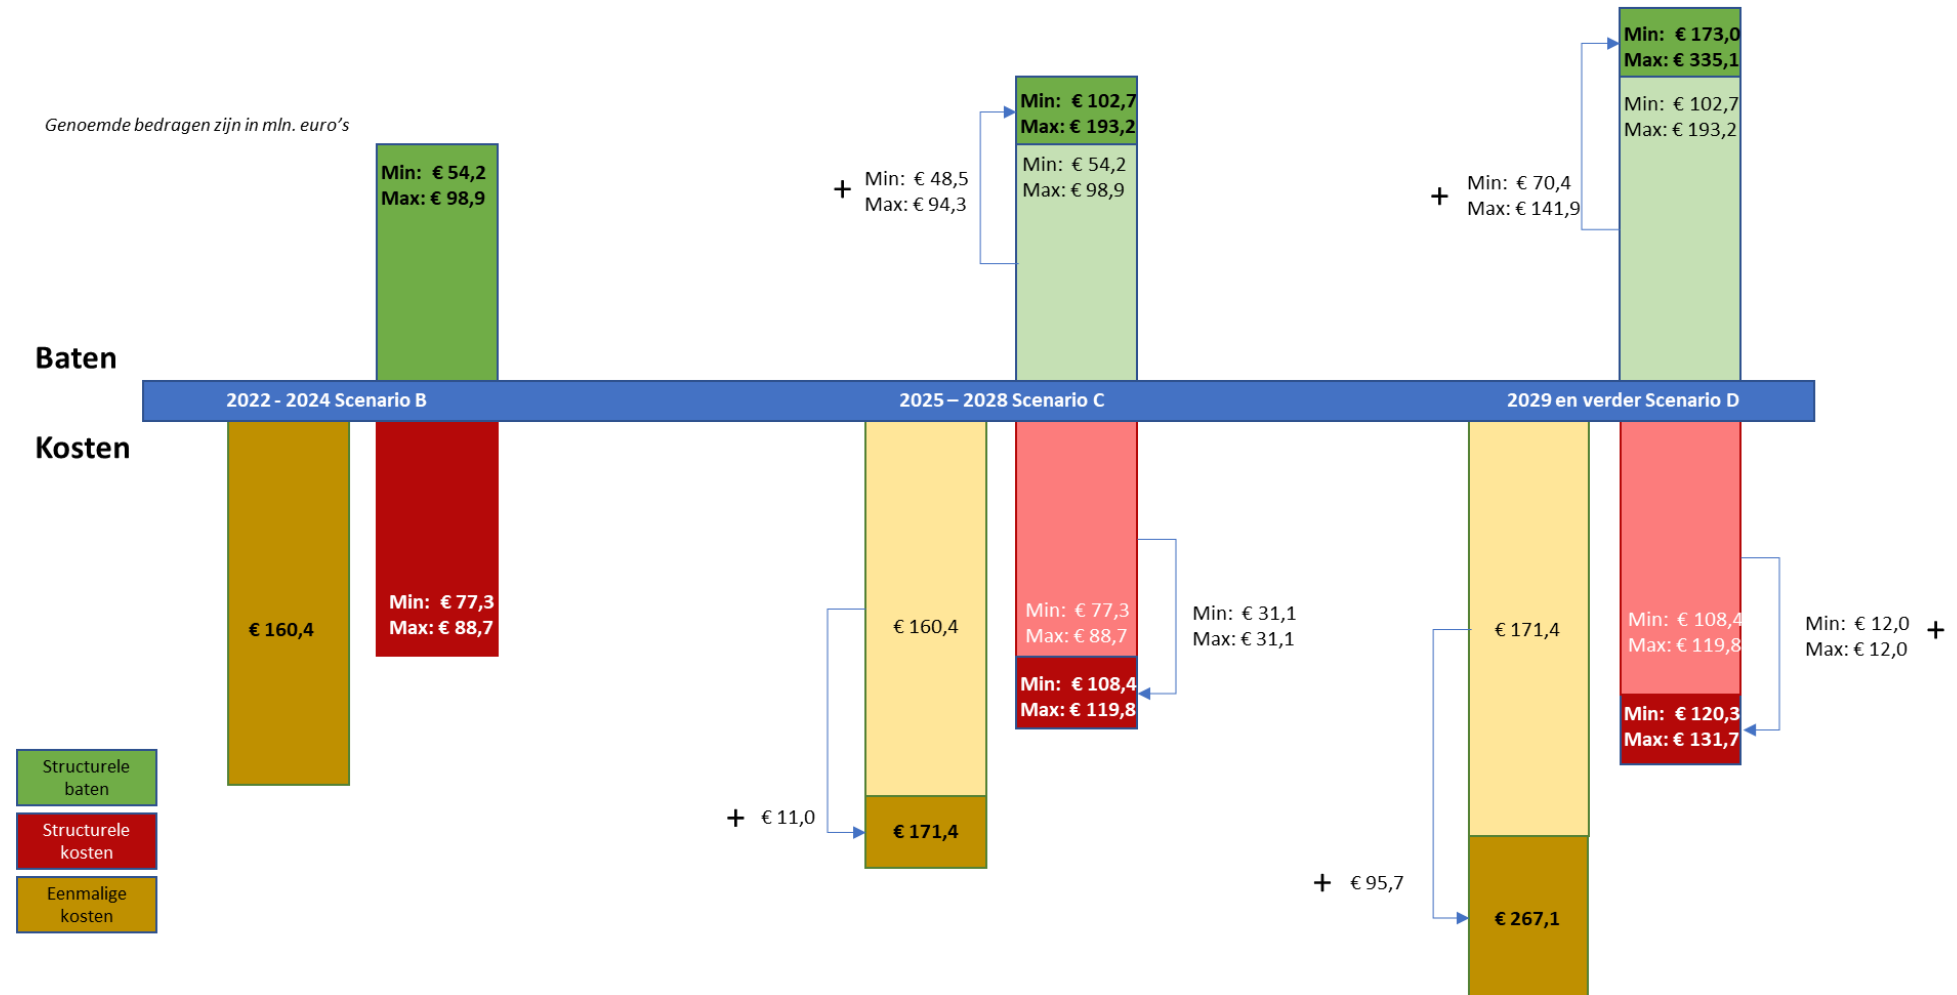 Genoemde bedragen zijn in mln. euro's
Min: € 54,2
Max: € 98,9
+
Min: € 48,5
Max: € 94,3
Min: € 102,7
Max: € 193,2
Min: € 54,2
Max: € 98,9
+
Min: € 70,4
Max: € 141,9
Min: € 173,0
Max: € 335,1
Min: € 102,7
Max: € 193,2
Baten
2022 - 2024 Scenario B
2025 – 2028 Scenario C
2029 en verder Scenario D
Kosten
€ 160,4
Min: € 77,3
Max: € 88,7
€ 160,4
+ € 11,0
€ 171,4
Min: € 77,3
Max: € 88,7
Min: € 108,4
Max: € 119,8
Min: € 31,1
Max: € 31,1
€ 171,4
+ € 95,7
€ 267,1
Min: € 108,4
Max: € 119,8
Min: € 120,3
Max: € 131,7
Min: € 12,0
Max: € 12,0
+
Structurele
baten
Structurele
kosten
Eenmalige
kosten